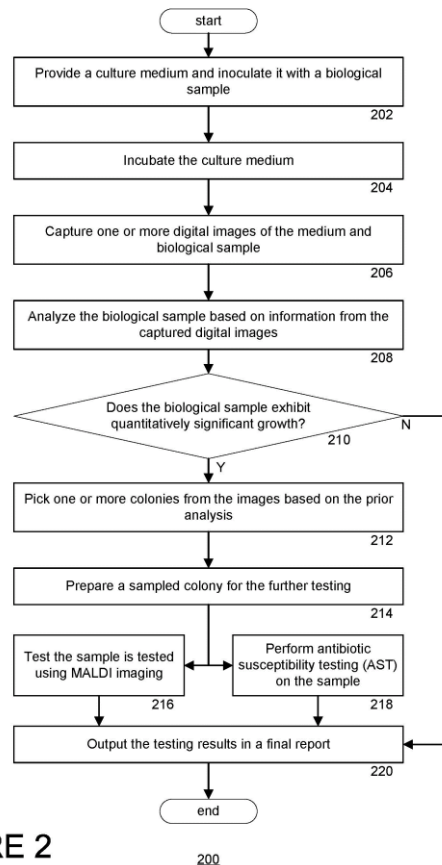 start
Provide a culture medium and inoculate it with a biological
sample
202
Incubate the culture medium
204
Capture one or more digital images of the medium and
biological sample
206
Analyze the biological sample based on information from the
captured digital images
208
Does the biological sample exhibit
quantitatively significant growth?
210
N
Y
Pick one or more colonies from the images based on the prior
analysis
212
Prepare a sampled colony for the further testing
214
Test the sample is tested
using MALDI imaging
216
Perform antibiotic
susceptibility testing (AST)
on the sample
218
Output the testing results in a final report
220
end
RE 2
200